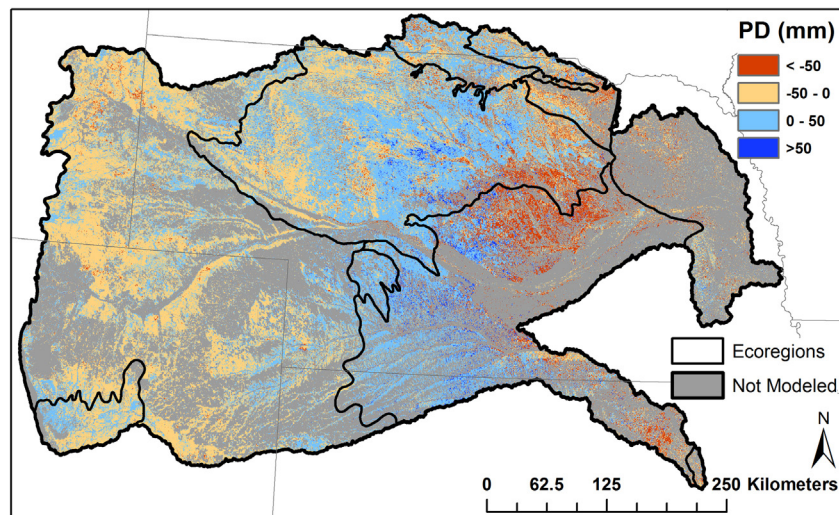 PD (mm)
< -50
-50 - 0
0 - 50
>50
Ecoregions
Not Modeled
N
0 62.5 125 250 Kilometers